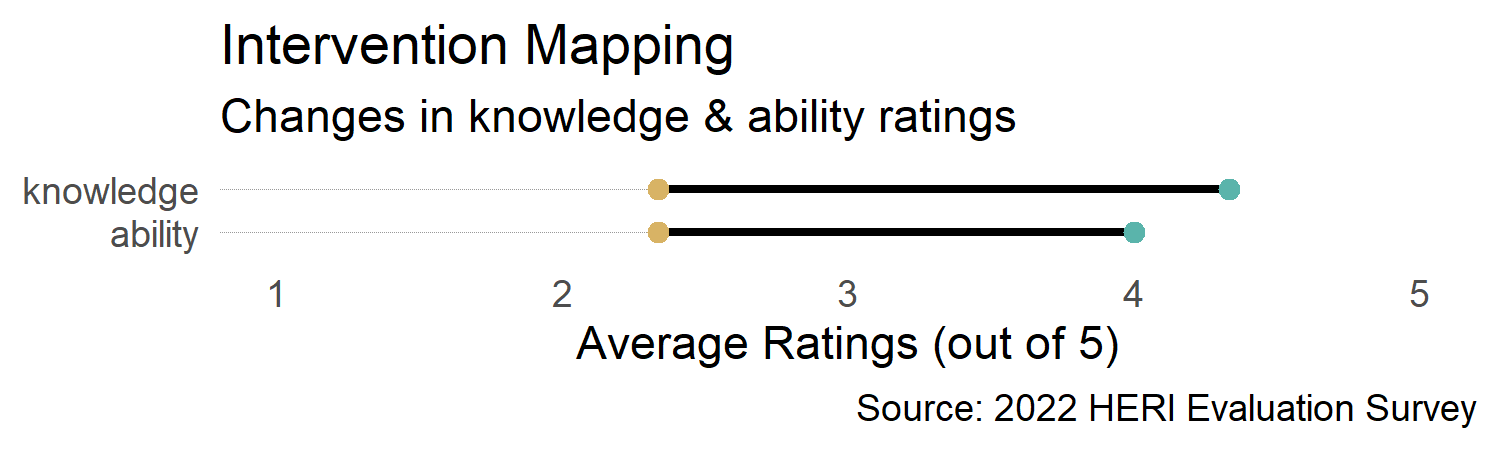 Intervention Mapping
Changes in knowledge & ability ratings
knowledge
ability
1 2 3 4 5
Average Ratings (out of 5)
Source: 2022 HERI Evaluation Survey